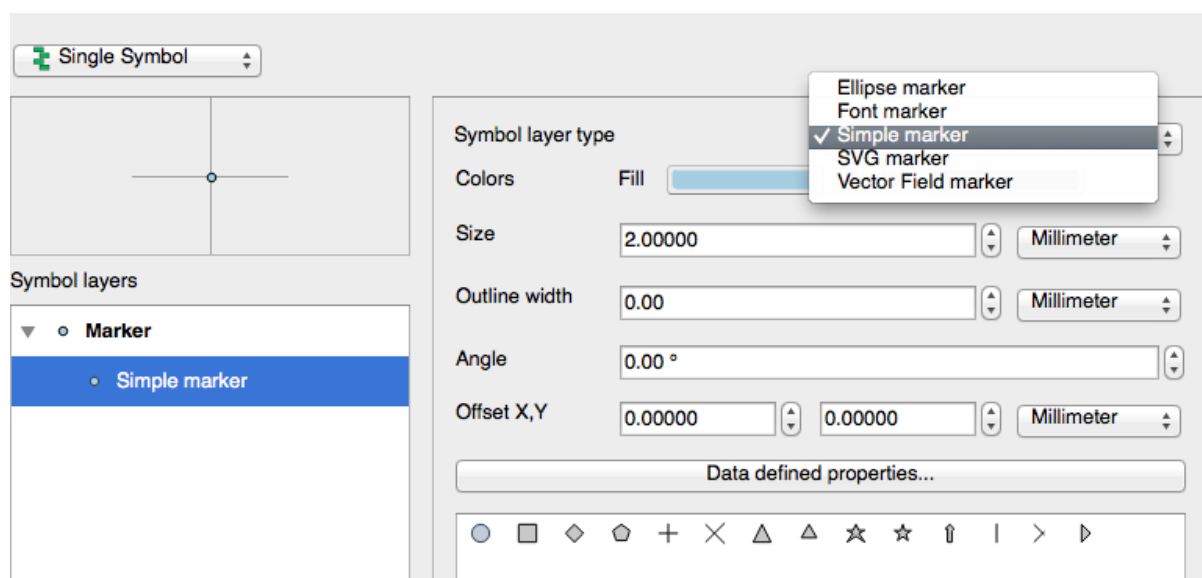 Single Symbol
Ellipse marker
Font marker
Simple marker
SVG marker
Vector Field marker
Symbol layer type
Colors Fill
Size 2.00000 Millimeter
Symbol layers
Outline width 0.00 Millimeter
Marker
Angle 0.00 °
Simple marker
Offset X,Y 0.00000 0.00000 Millimeter
Data defined properties...